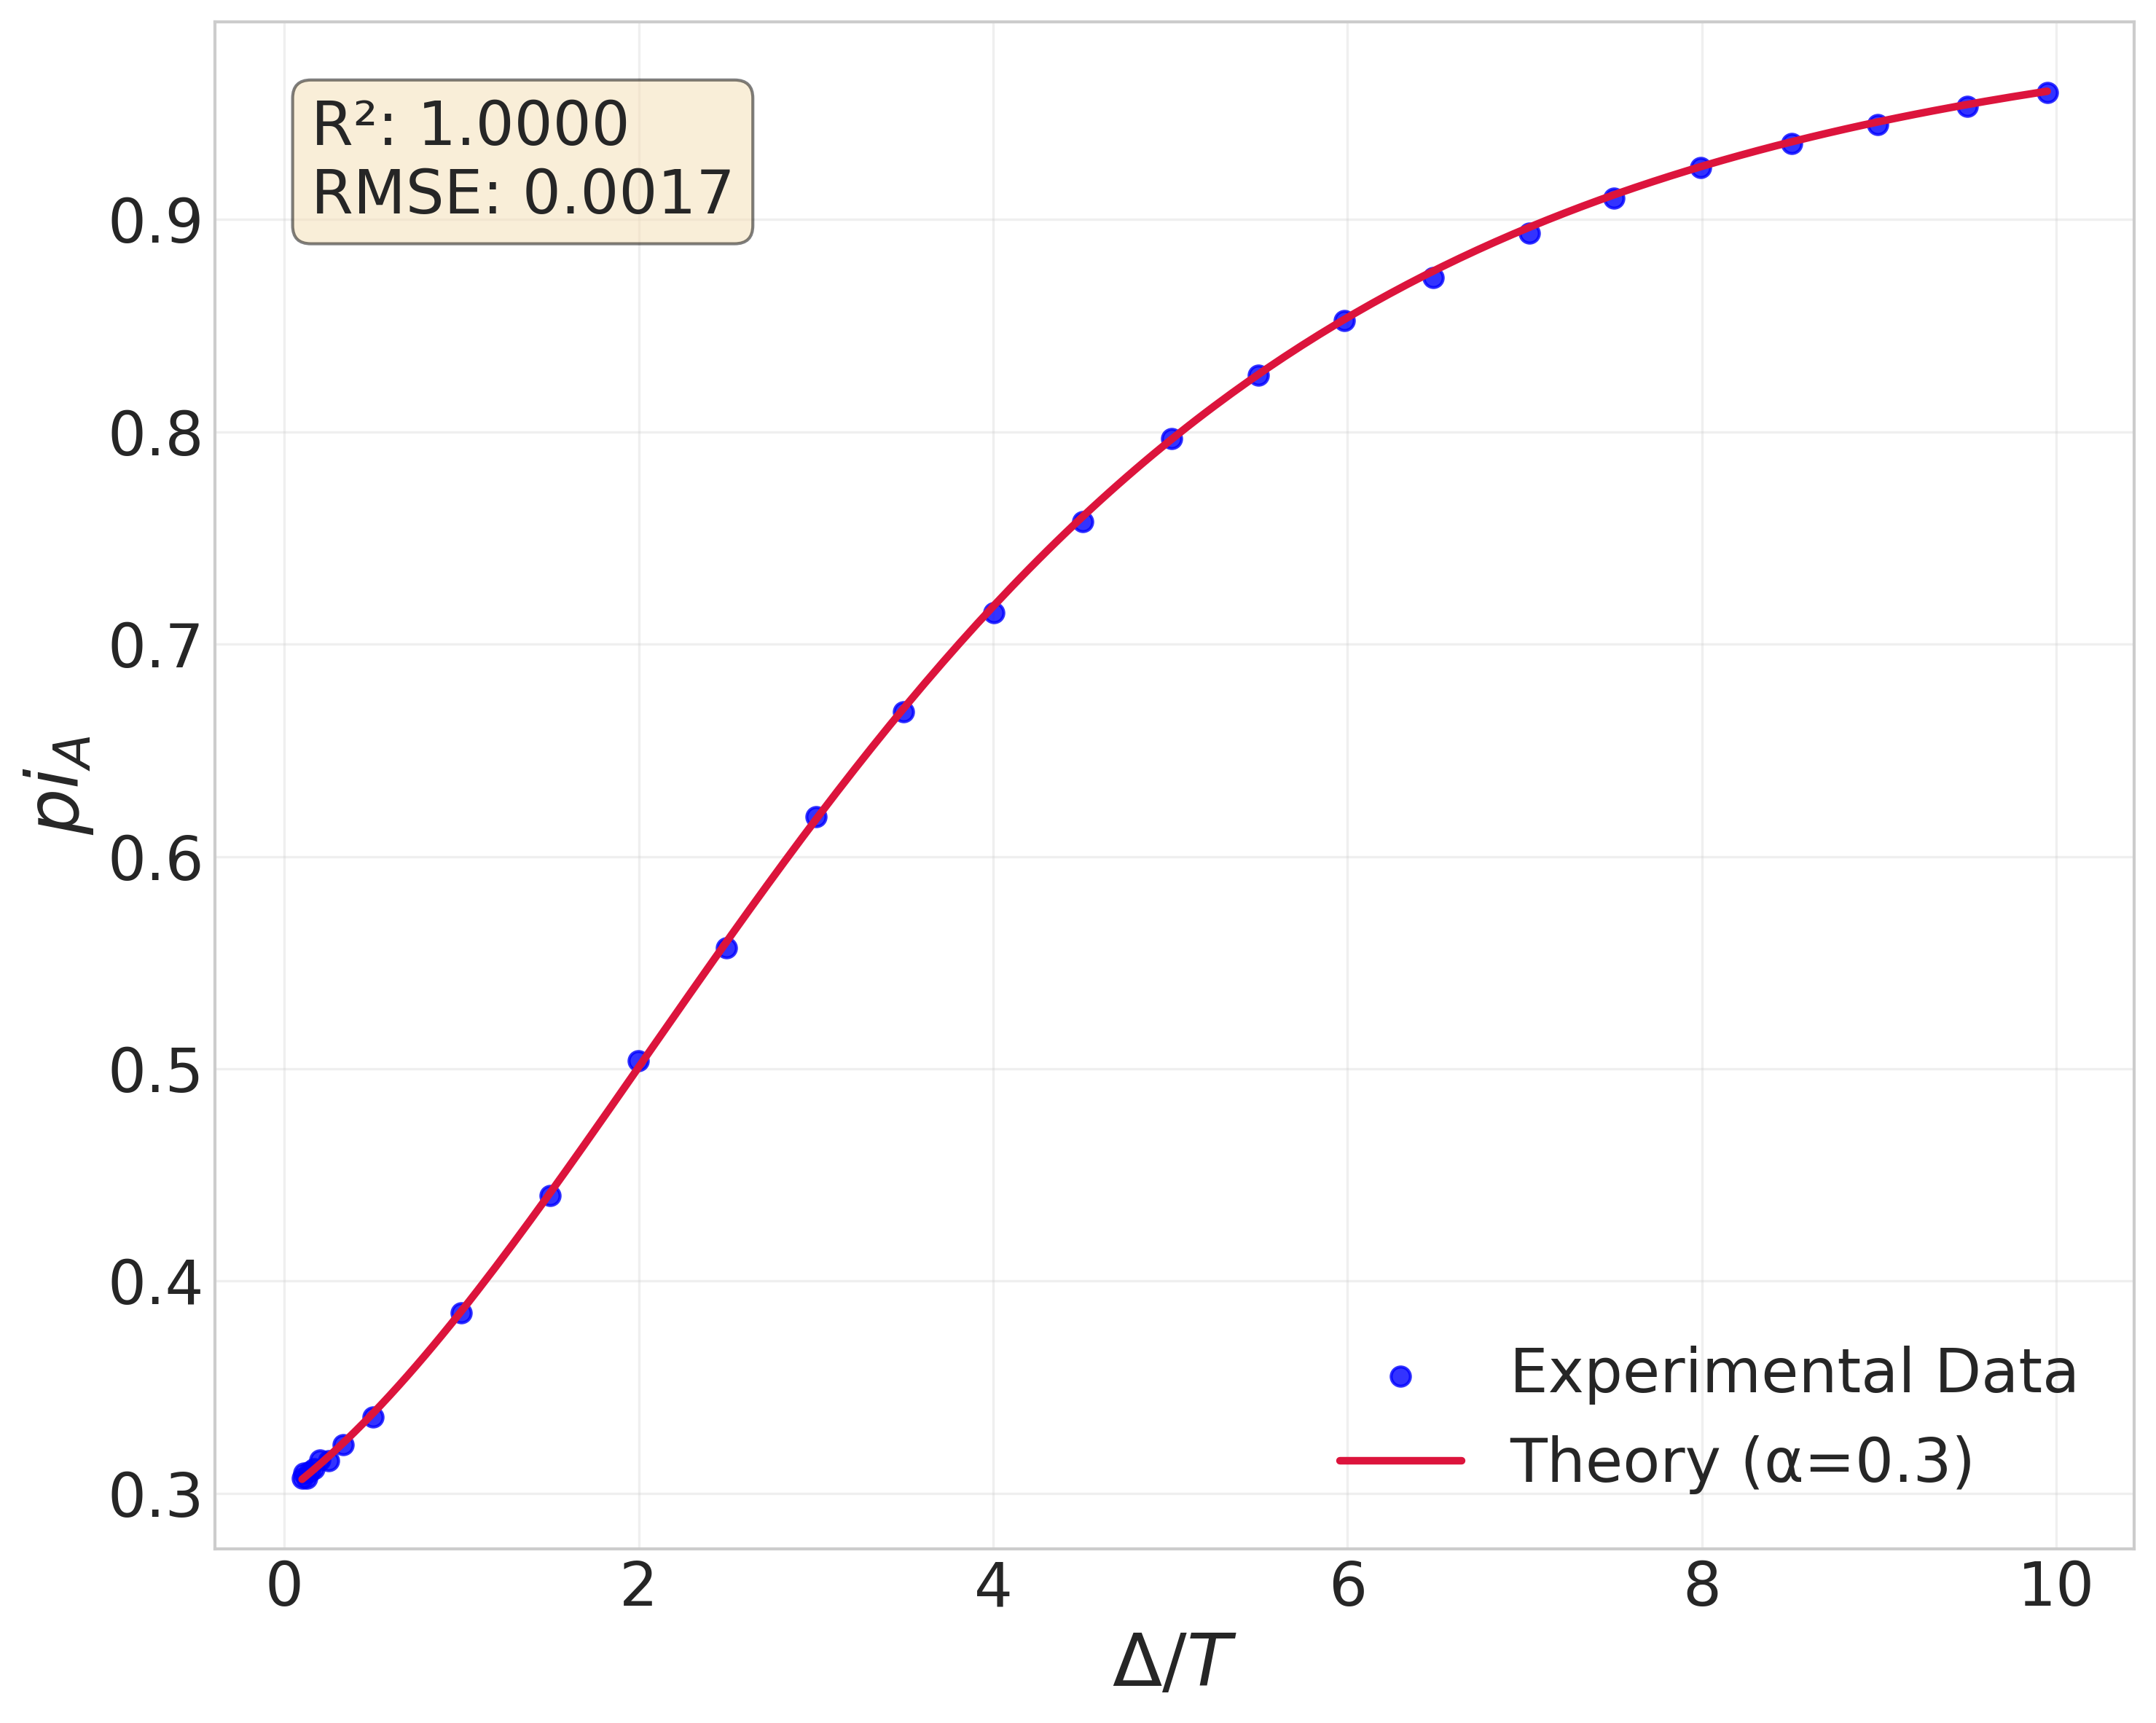 R²: 1.0000
RMSE: 0.0017
0.9
0.8
0.7
0.6
0.5
0.4
0.3
pi_A
Experimental Data
Theory (α=0.3)
0 2 4 6 8 10
Δ/T